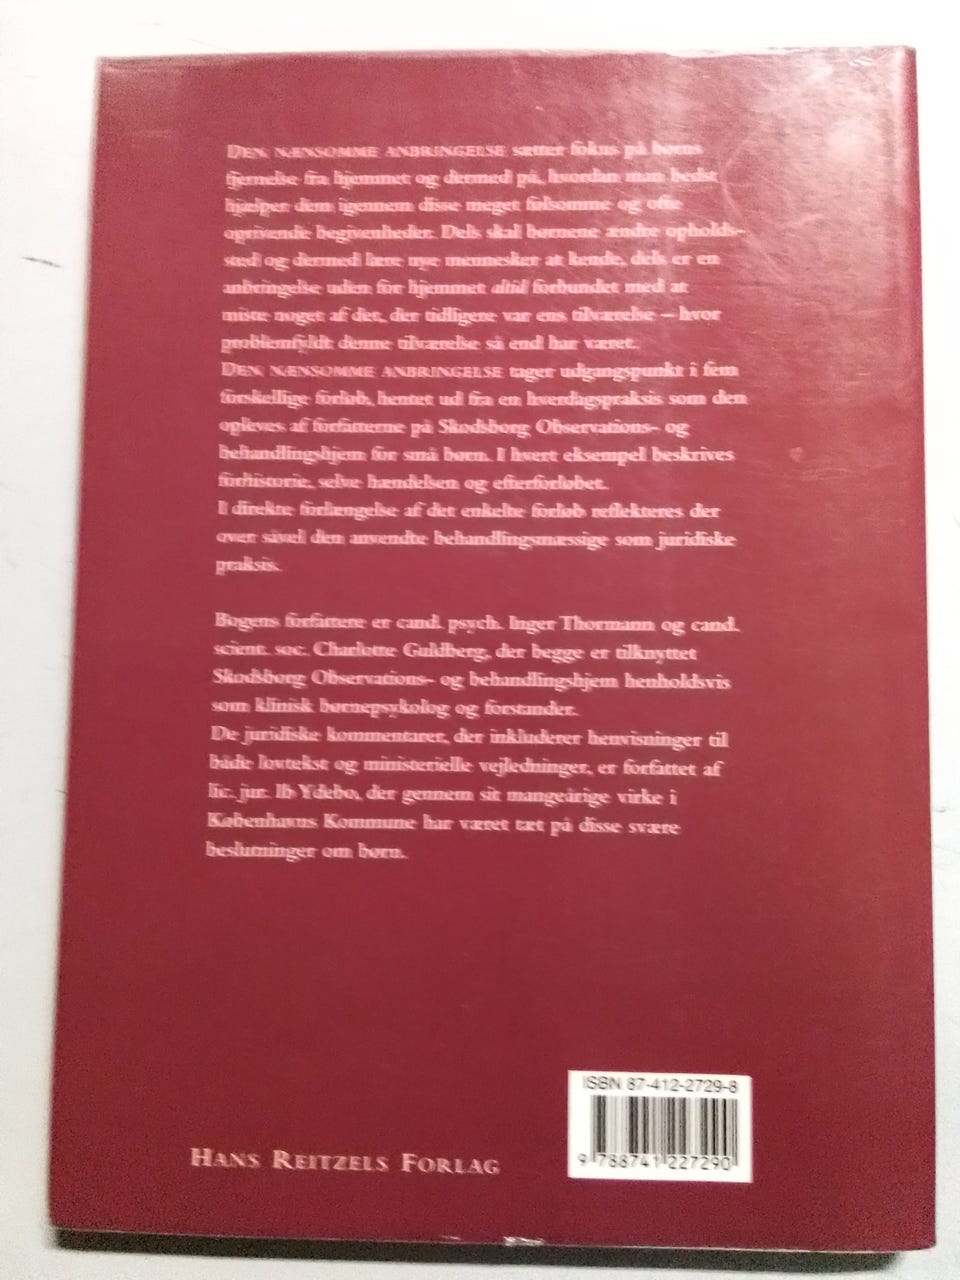 DEN NÆNSOMME ANBRINGELSE sætter fokus på børns
fjernelse fra hjemmet og dermed på, hvordan man bedst
hjælper dem igennem disse meget følsomme og ofte
oprivende begivenheder. Dels skal børnene ændre opholds-
sted og dermed lære nye mennesker at kende, dels er en
anbringelse uden for hjemmet altid forbundet med at
miste noget af det, der tidligere var ens tilværelse – hvor
problemfyldt denne tilværelse så end har været.
DEN NÆNSOMME ANBRINGELSE tager udgangspunkt i fem
forskellige forløb, hentet ud fra en hverdagspraksis som den
opleves af forfatterne på Skodsborg Observations- og
behandlingshjem for små børn. I hvert eksempel beskrives
forhistorie, selve hændelsen og efterforløbet.
I direkte forlængelse af det enkelte forløb reflekteres der
over såvel den anvendte behandlingsmæssige som juridiske
praksis.
Bogens forfattere er cand. psych. Inger Thormann og cand.
scient. soc. Charlotte Guldberg, der begge er tilknyttet
Skodsborg Observations- og behandlingshjem henholdsvis
som klinisk børnepsykolog og forstander.
De juridiske kommentarer, der inkluderer henvisninger til
både lovtekst og ministerielle vejledninger, er forfattet af
lic. jur. Ib Ydebo, der gennem sit mangeårige virke i
Københavns Kommune har været tæt på disse svære
beslutninger om børn.
ISBN 87-412-2729-8
9 788741 227290
HANS REITZELS FORLAG